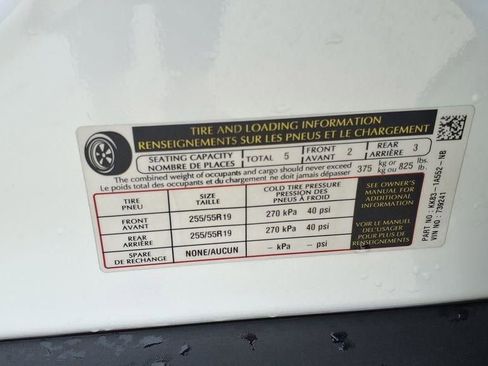 TIRE AND LOADING INFORMATION
RENSEIGNEMENTS SUR LES PNEUS ET LE CHARGEMENT
SEATING CAPACITY
NOMBRE DE PLACES
TOTAL 5
FRONT
AVANT 2
REAR
ARRIÈRE 3
The combined weight of occupants and cargo should never exceed
Le poids total des occupants et du chargement ne doit jamais dépasser
375 kg or
kg ou 825 lbs.
lb.
TIRE
PNEU
SIZE
TAILLE
COLD TIRE PRESSURE
PRESSION DES
PNEUS À FROID
FRONT
AVANT
255/55R19
270 kPa 40 psi
REAR
ARRIÈRE
255/55R19
270 kPa 40 psi
SPARE
DE RECHANGE
NONE/AUCUN
– kPa – psi
SEE OWNER'S
MANUAL FOR
ADDITIONAL
INFORMATION
VOIR LE MANUEL
DE L'USAGER
POUR PLUS DE
RENSEIGNEMENTS
PART NO : KK83-1A552-NB
VIN NO : 739241